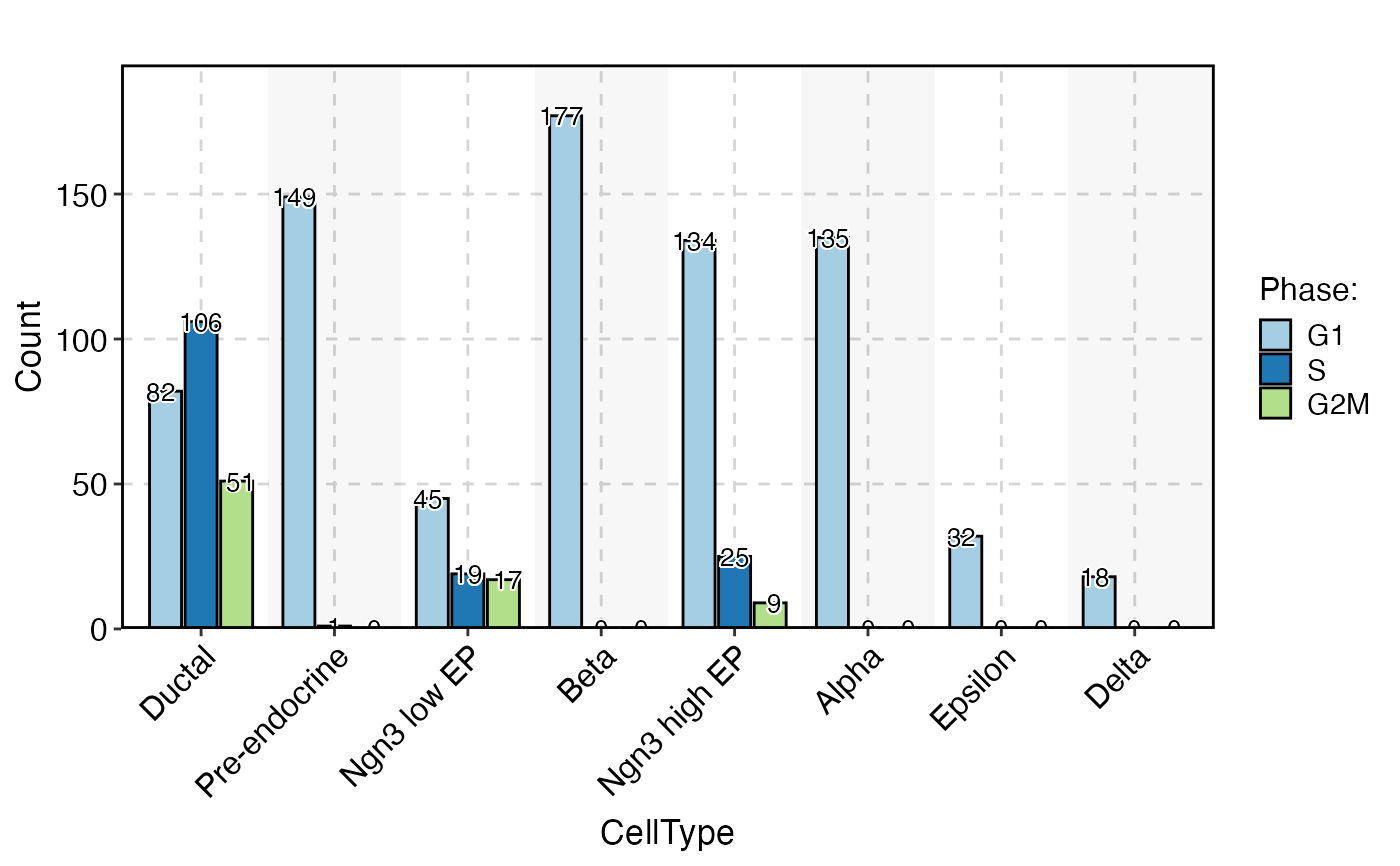 177
149
150
134
135
Phase:
G1
S
G2M
Count
106
100
82
51
50
45
19
17
25
9
32
18
1
0
0
0
0
0
0
0
0
0
0
Ductal
Pre-endocrine
Ngn3 low EP
Beta
Ngn3 high EP
Alpha
Epsilon
Delta
CellType